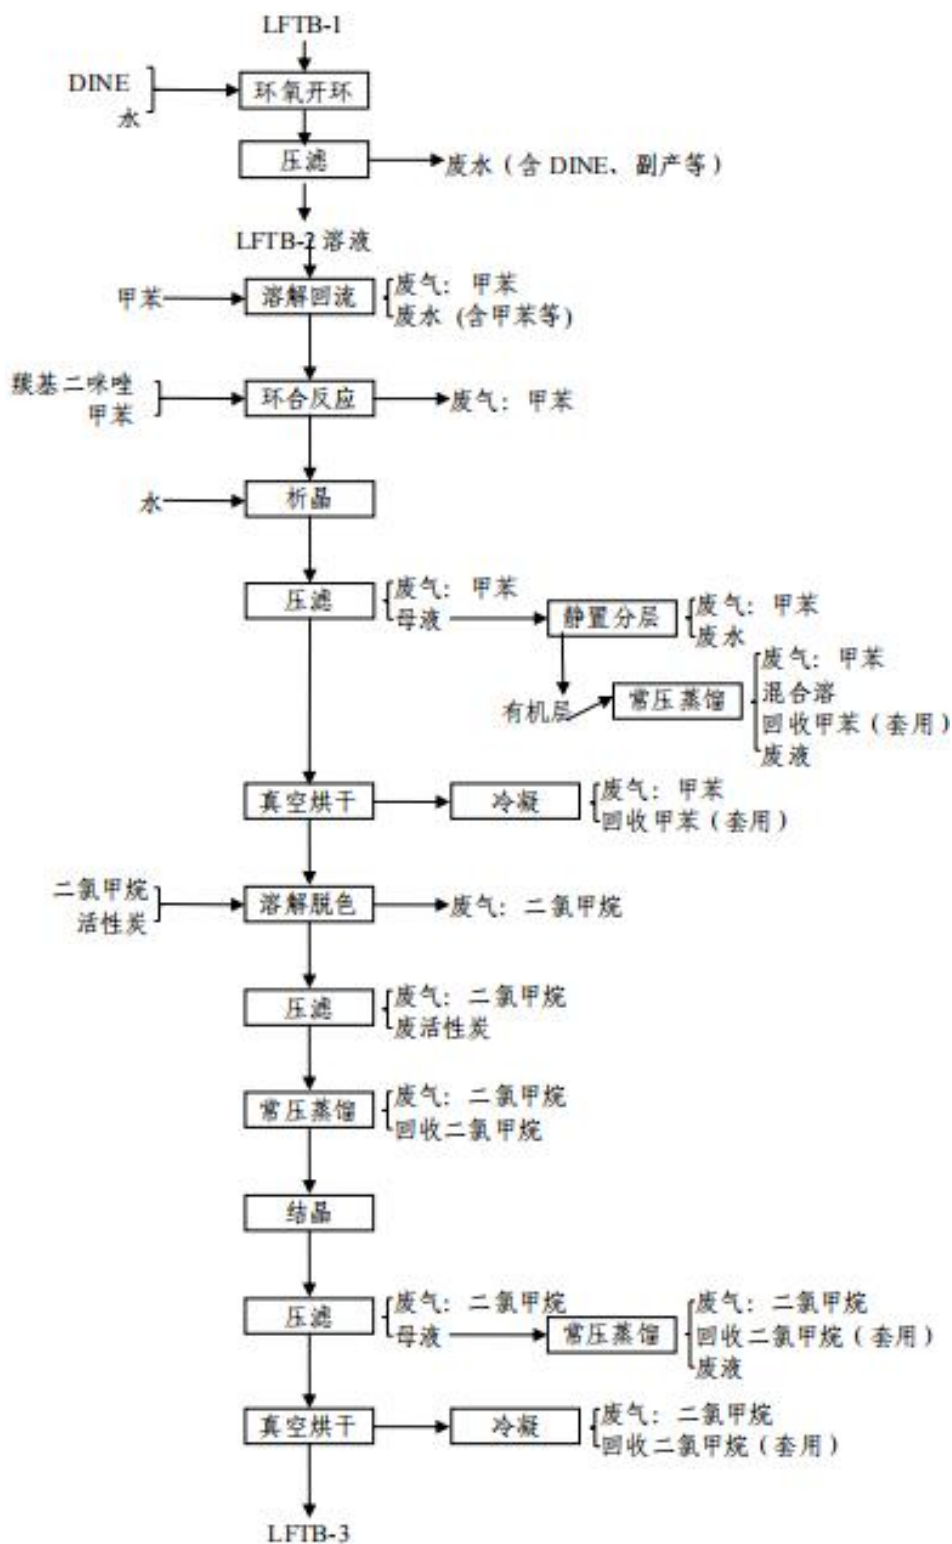 LFTB-1
DINE
水
环氧开环
压滤
废水（含 DINE、副产等）
LFTB-2 溶液
甲苯
溶解回流
废气：甲苯
废水 (含甲苯等)
羰基二咪唑
甲苯
环合反应
废气：甲苯
水
析晶
压滤
废气：甲苯
母液
静置分层
废气：甲苯
废水
有机层
常压蒸馏
废气：甲苯
混合溶
回收甲苯（套用）
废液
真空烘干
冷凝
废气：甲苯
回收甲苯（套用）
二氯甲烷
活性炭
溶解脱色
废气：二氯甲烷
压滤
废气：二氯甲烷
废活性炭
常压蒸馏
废气：二氯甲烷
回收二氯甲烷
结晶
压滤
废气：二氯甲烷
母液
常压蒸馏
废气：二氯甲烷
回收二氯甲烷（套用）
废液
真空烘干
冷凝
废气：二氯甲烷
回收二氯甲烷（套用）
LFTB-3